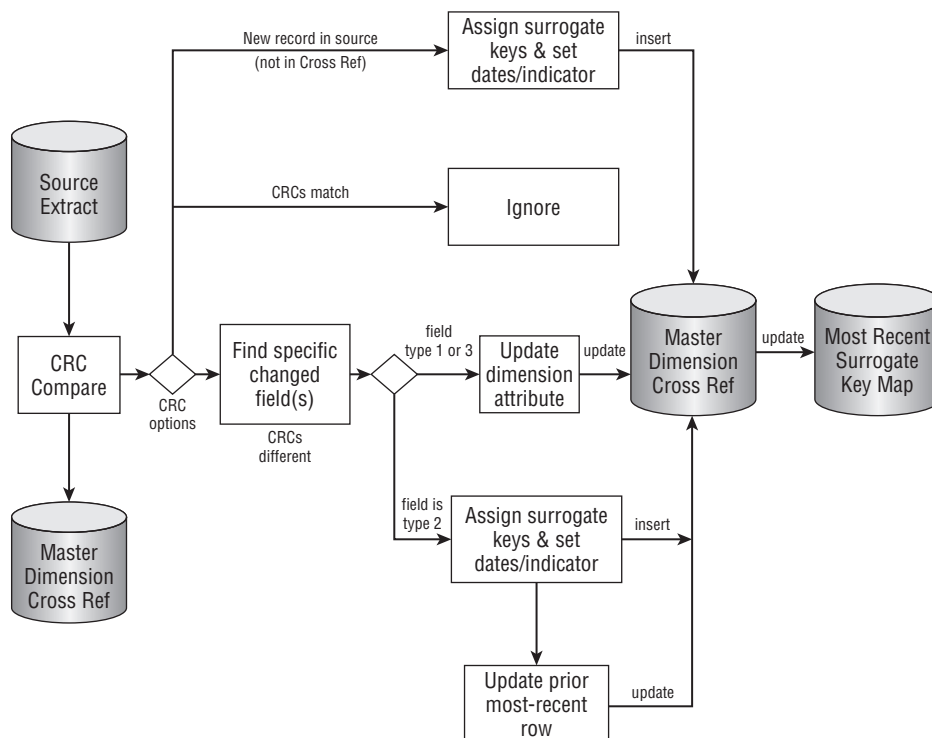 New record in source
(not in Cross Ref)
Assign surrogate
keys & set
dates/indicator
insert
Source
Extract
CRCs match
Ignore
CRC
Compare
CRC
options
Find specific
changed
field(s)
CRCs
different
field
type 1 or 3
Update
dimension
attribute
update
Master
Dimension
Cross Ref
update
Most Recent
Surrogate
Key Map
Master
Dimension
Cross Ref
field is
type 2
Assign surrogate
keys & set
dates/indicator
insert
Update prior
most-recent
row
update